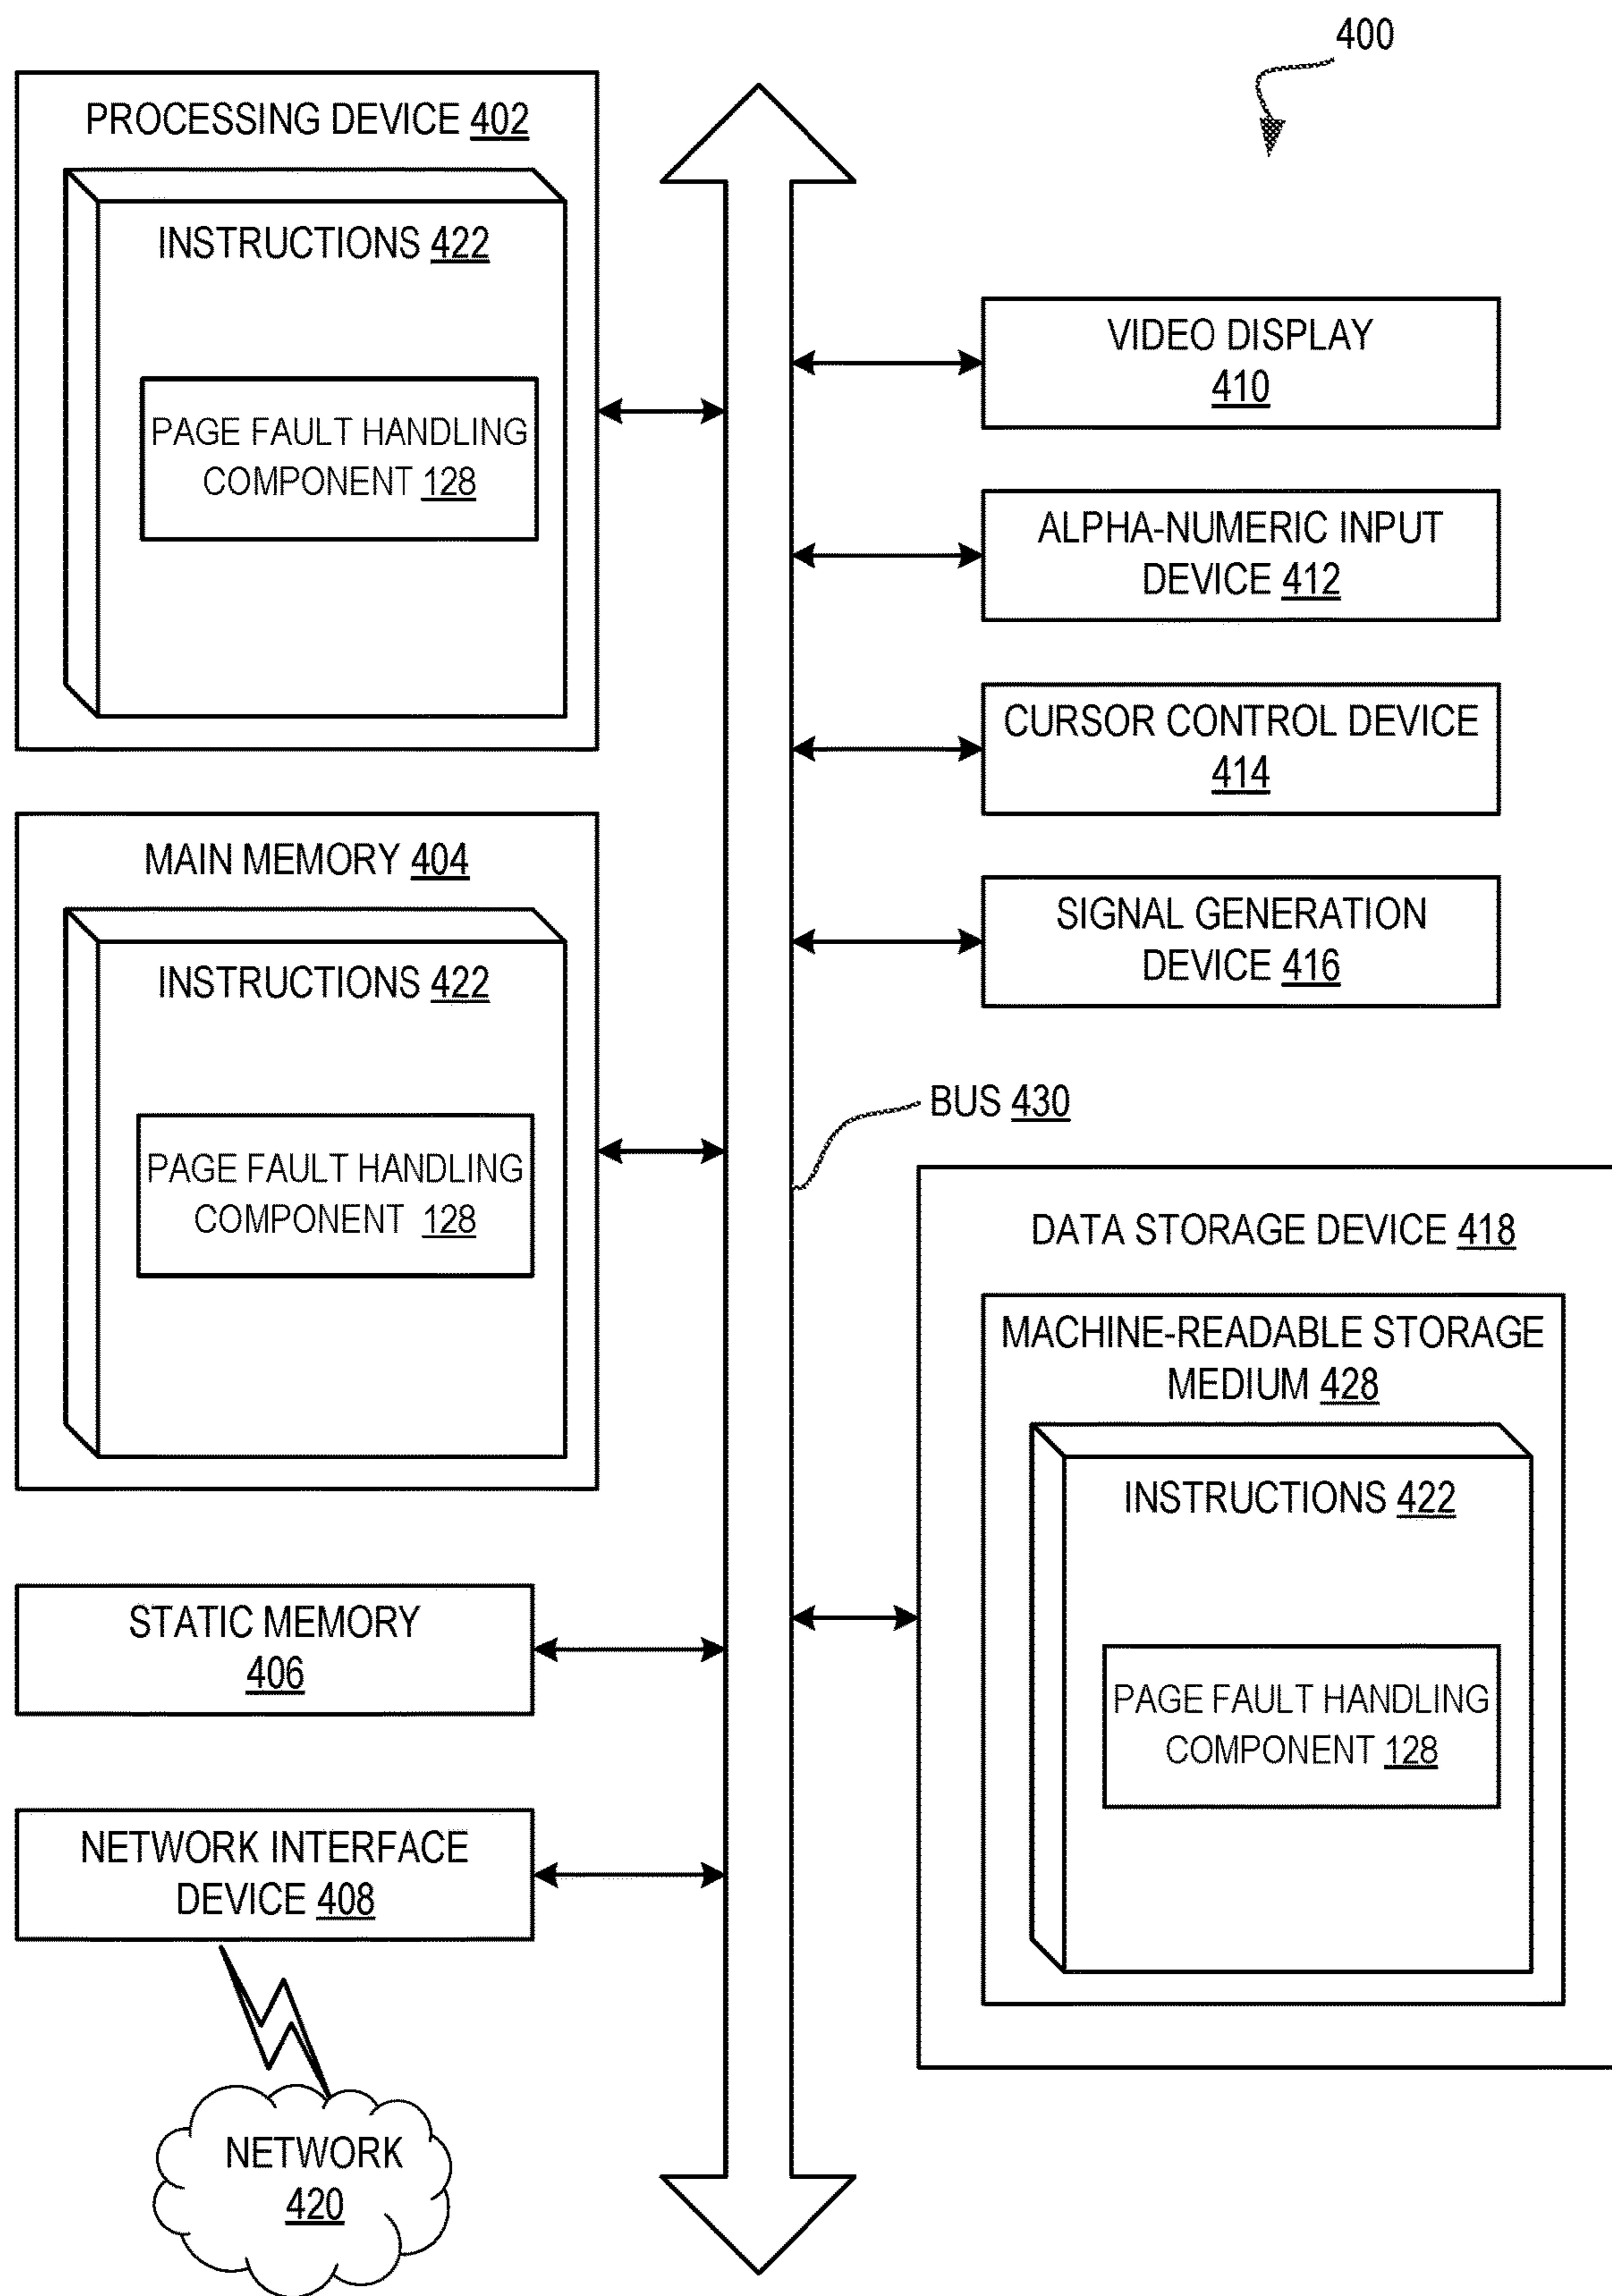 400
PROCESSING DEVICE 402
INSTRUCTIONS 422
PAGE FAULT HANDLING
COMPONENT 128
MAIN MEMORY 404
INSTRUCTIONS 422
PAGE FAULT HANDLING
COMPONENT 128
STATIC MEMORY
406
NETWORK INTERFACE
DEVICE 408
NETWORK
420
VIDEO DISPLAY
410
ALPHA-NUMERIC INPUT
DEVICE 412
CURSOR CONTROL DEVICE
414
SIGNAL GENERATION
DEVICE 416
BUS 430
DATA STORAGE DEVICE 418
MACHINE-READABLE STORAGE
MEDIUM 428
INSTRUCTIONS 422
PAGE FAULT HANDLING
COMPONENT 128